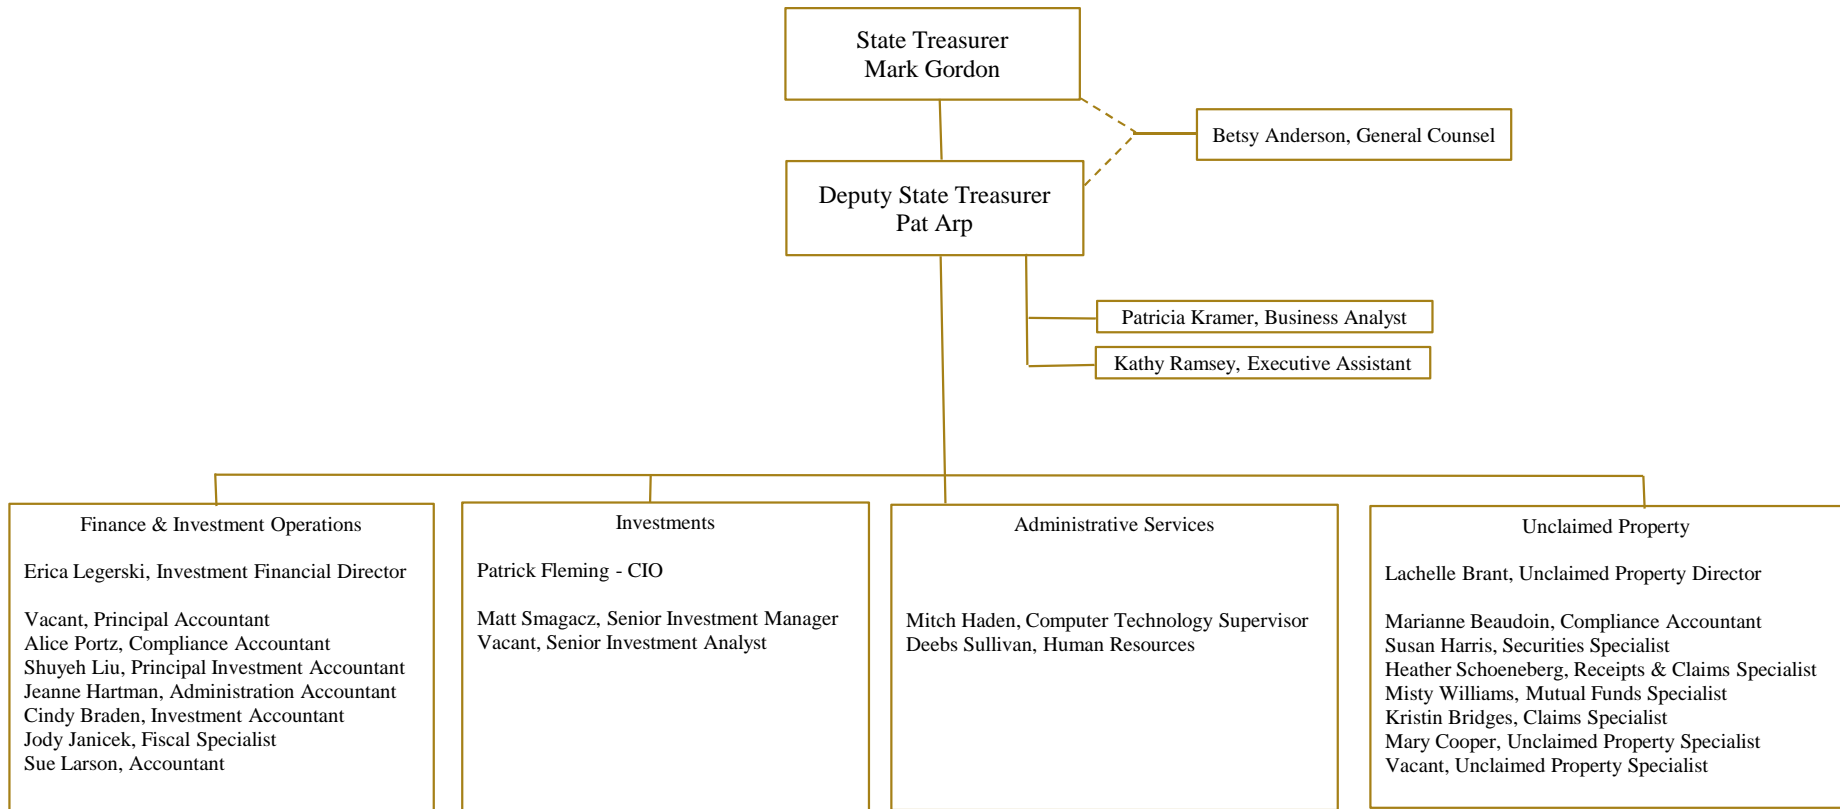 State Treasurer
Mark Gordon
Betsy Anderson, General Counsel
Deputy State Treasurer
Pat Arp
Patricia Kramer, Business Analyst
Kathy Ramsey, Executive Assistant
Finance & Investment Operations
Erica Legerski, Investment Financial Director
Vacant, Principal Accountant
Alice Portz, Compliance Accountant
Shuyeh Liu, Principal Investment Accountant
Jeanne Hartman, Administration Accountant
Cindy Braden, Investment Accountant
Jody Janicek, Fiscal Specialist
Sue Larson, Accountant
Investments
Patrick Fleming - CIO
Matt Smagacz, Senior Investment Manager
Vacant, Senior Investment Analyst
Administrative Services
Mitch Haden, Computer Technology Supervisor
Deebs Sullivan, Human Resources
Unclaimed Property
Lachelle Brant, Unclaimed Property Director
Marianne Beaudoin, Compliance Accountant
Susan Harris, Securities Specialist
Heather Schoeneberg, Receipts & Claims Specialist
Misty Williams, Mutual Funds Specialist
Kristin Bridges, Claims Specialist
Mary Cooper, Unclaimed Property Specialist
Vacant, Unclaimed Property Specialist